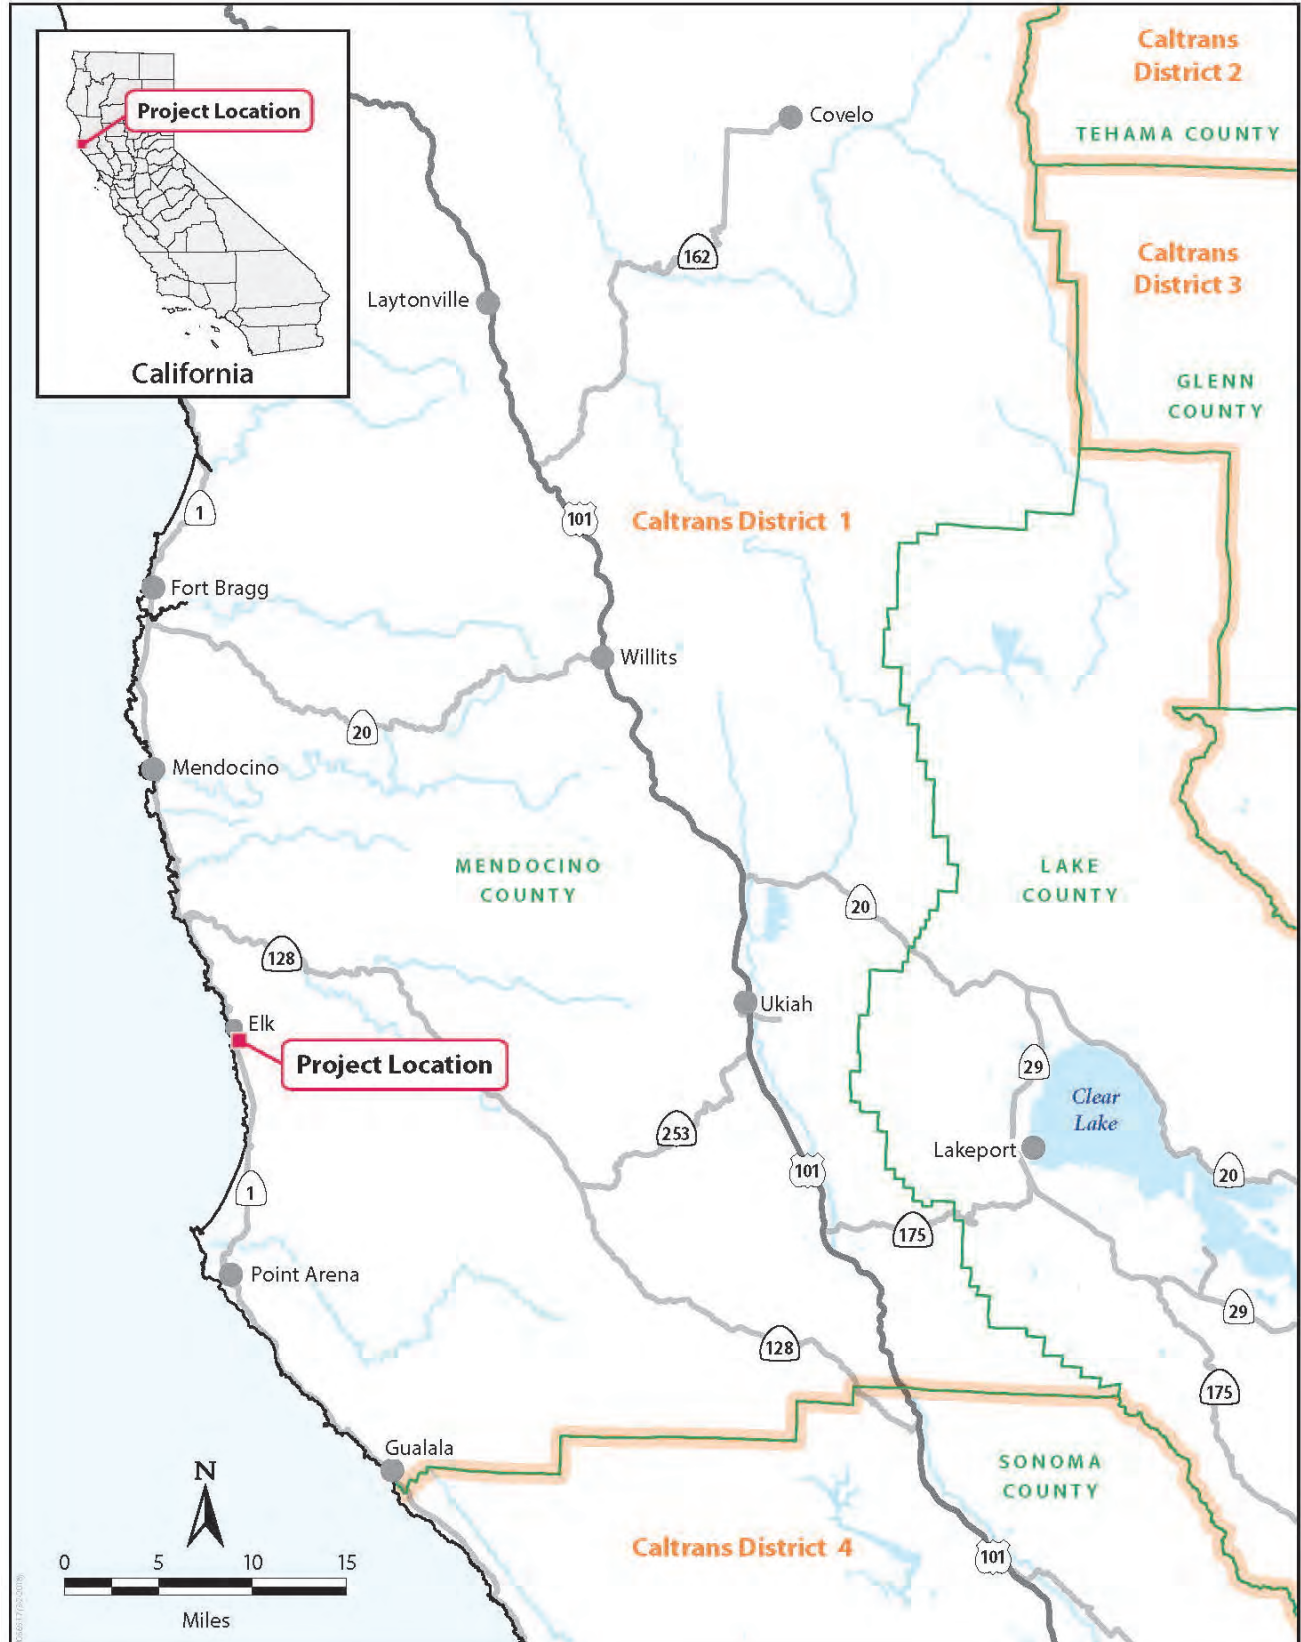 Caltrans
District 2
TEHAMA COUNTY
Project Location
California
Covelo
162
Caltrans
District 3
Laytonville
GLENN
COUNTY
1
101
Caltrans District 1
Fort Bragg
Willits
20
Mendocino
MENDOCINO
COUNTY
LAKE
COUNTY
20
128
Ukiah
Elk
Project Location
29
Clear
Lake
253
Lakeport
101
20
1
175
Point Arena
29
128
175
Gualala
SONOMA
COUNTY
N
Caltrans District 4
101
0 5 10 15
Miles